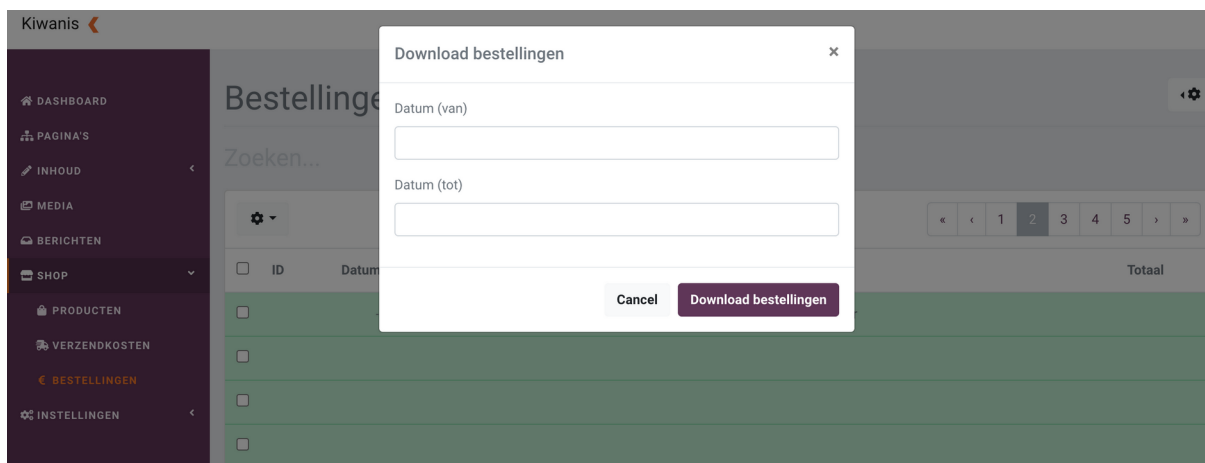 Kiwanis
Download bestellingen ×
DASHBOARD
Bestellinge
Datum (van)
PAGINA'S
Zoeken...
INHOUD
Datum (tot)
MEDIA
« ‹ 1 2 3 4 5 › »
BERICHTEN
SHOP
ID Datum Totaal
Cancel Download bestellingen
PRODUCTEN
VERZENDKOSTEN
€ BESTELLINGEN
INSTELLINGEN